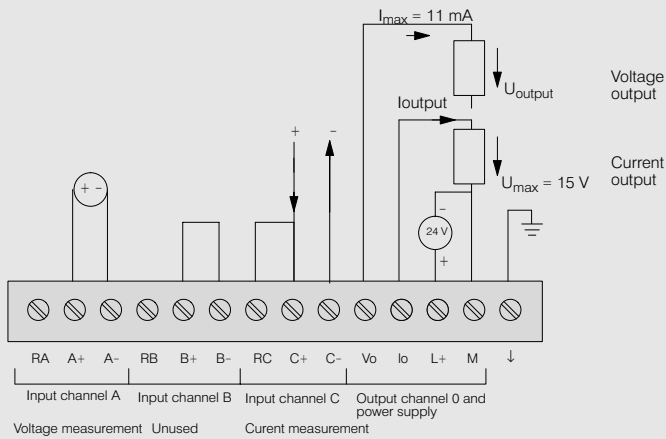 Imax = 11 mA
Uoutput
Voltage
output
Ioutput
Current
output
Umax = 15 V
+ -
+
-
-
24 V
+
RA A+ A- RB B+ B- RC C+ C- Vo Io L+ M ↓
Input channel A Input channel B Input channel C Output channel 0 and
power supply
Voltage measurement Unused Curent measurement